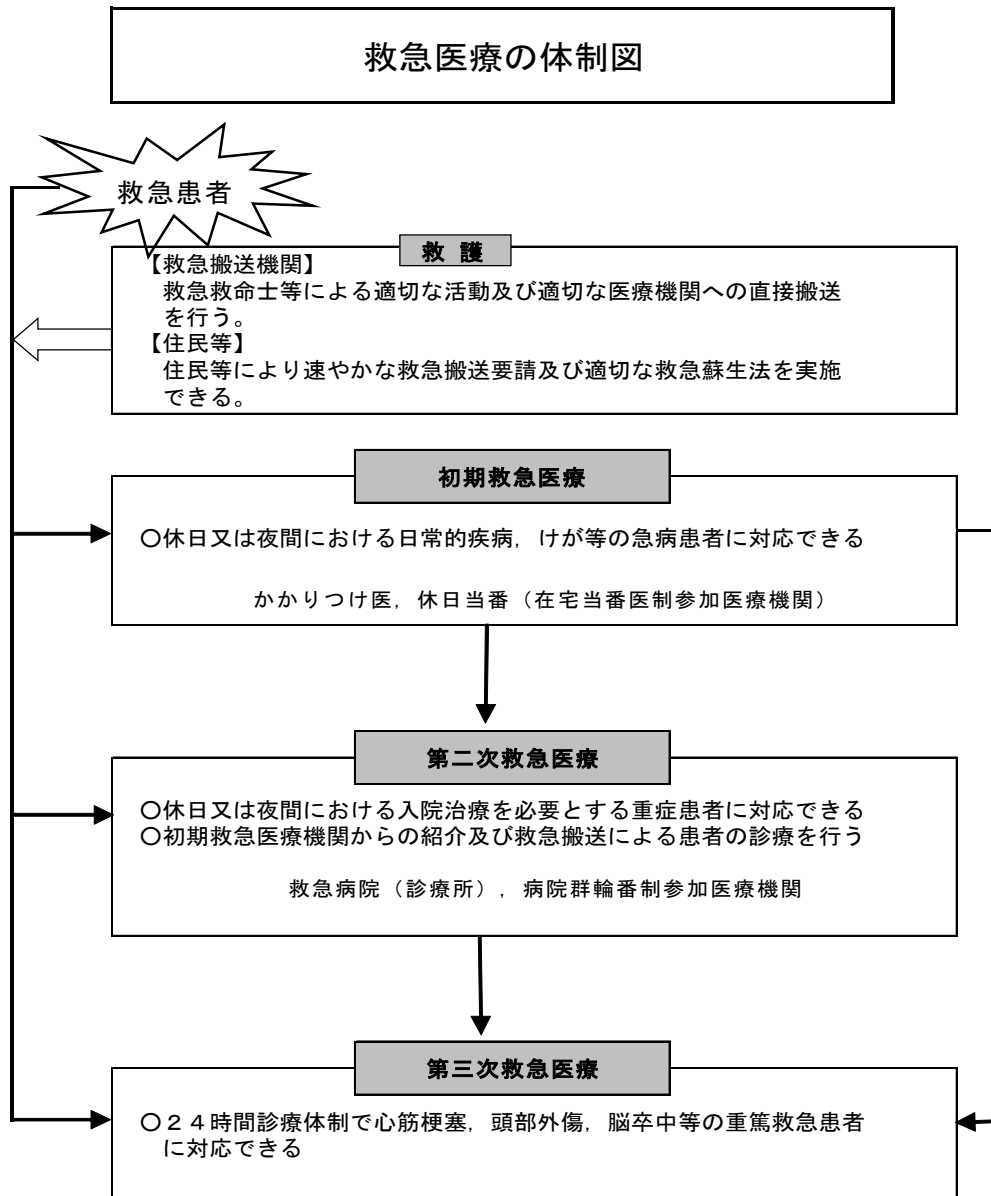 救急医療の体制図
救急患者
救 護
【救急搬送機関】
救急救命士等による適切な活動及び適切な医療機関への直接搬送
を行う。
【住民等】
住民等により速やかな救急搬送要請及び適切な救急蘇生法を実施
できる。
初期救急医療
○休日又は夜間における日常的疾病，けが等の急病患者に対応できる
かかりつけ医，休日当番（在宅当番医制参加医療機関）
第二次救急医療
○休日又は夜間における入院治療を必要とする重症患者に対応できる
○初期救急医療機関からの紹介及び救急搬送による患者の診療を行う
救急病院（診療所），病院群輪番制参加医療機関
第三次救急医療
○２４時間診療体制で心筋梗塞，頭部外傷，脳卒中等の重篤救急患者
に対応できる